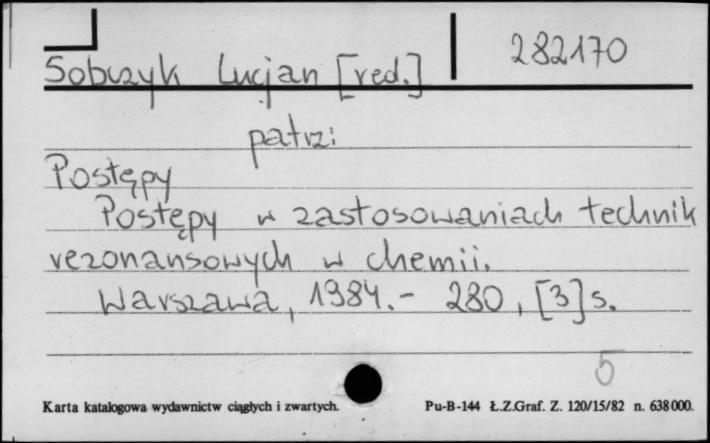 282170
Sobczyk Lucjan [red.]
patrz:
Postępy
Postępy w zastosowaniach technik
rezonansowych w chemii.
Warszawa, 1984.- 280, [3] s.
5
Karta katalogowa wydawnictw ciągłych i zwartych.
Pu-B-144 Ł.Z.Graf. Z. 120/15/82 n. 638000.